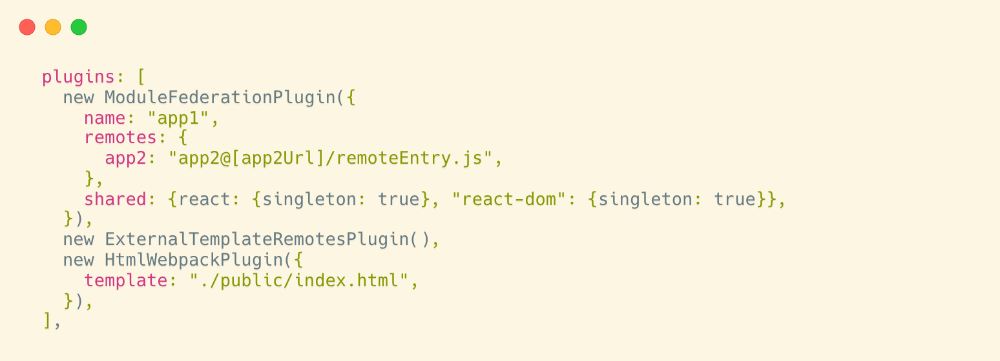 plugins: [
  new ModuleFederationPlugin({
    name: "app1",
    remotes: {
      app2: "app2@[app2Url]/remoteEntry.js",
    },
    shared: {react: {singleton: true}, "react-dom": {singleton: true}},
  }),
  new ExternalTemplateRemotesPlugin(),
  new HtmlWebpackPlugin({
    template: "./public/index.html",
  }),
],